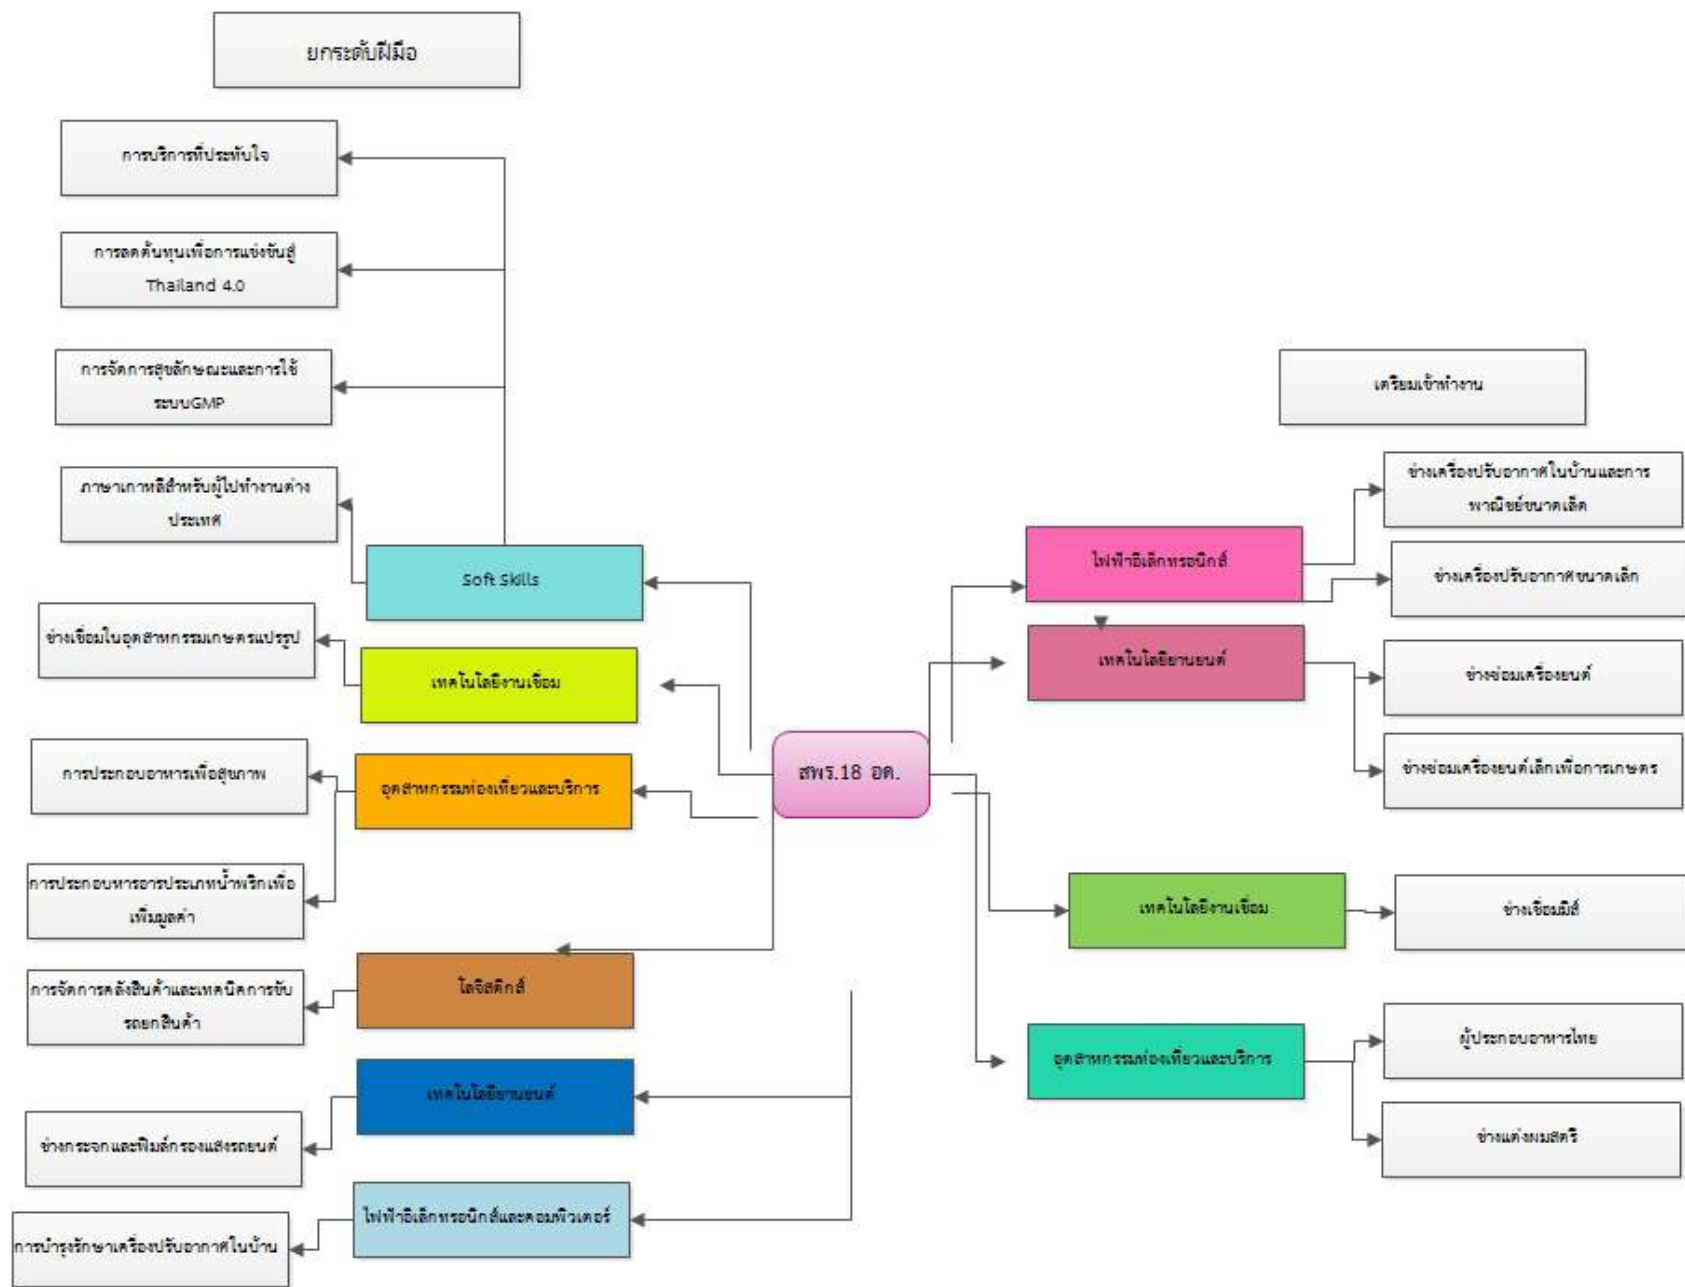 ยกระดับฝีมือ
การบริการที่ประทับใจ
การลดต้นทุนเพื่อการแข่งขันสู่
Thailand 4.0
การจัดการสุขลักษณะและการใช้
ระบบGMP
ภาษาเกาหลีสำหรับผู้ไปทำงานต่าง
ประเทศ
Soft Skills
ช่างเชื่อมในอุตสาหกรรมเกษตรแปรรูป
เทคโนโลยีงานเชื่อม
การประกอบอาหารเพื่อสุขภาพ
อุตสาหกรรมท่องเที่ยวและบริการ
การประกอบหารอารประเภทน้ำพริกเพื่อ
เพิ่มมูลค่า
โลจิสติกส์
การจัดการคลังสินค้าและเทคนิคการขับ
รถยกสินค้า
เทคโนโลยียานยนต์
ช่างกระจกและฟิมล์กรองแสงรถยนต์
ไฟฟ้าอิเล็กทรอนิกส์และคอมพิวเตอร์
การบำรุงรักษาเครื่องปรับอากาศในบ้าน
สพร.18 อด.
เตรียมเข้าทำงาน
ช่างเครื่องปรับอากาศในบ้านและการ
พาณิชย์ขนาดเล็ด
ไฟฟ้าอิเล็กทรอนิกส์
ช่างเครื่องปรับอากาศขนาดเล็ก
เทคโนโลยียานยนต์
ช่างซ่อมเครื่องยนต์
ช่างซ่อมเครื่องยนต์เล็กเพื่อการเกษตร
เทคโนโลยีงานเชื่อม
ช่างเชื่อมมิส์
ผู้ประกอบอาหารไทย
อุตสาหกรรมท่องเที่ยวและบริการ
ช่างแต่งผมสตรี